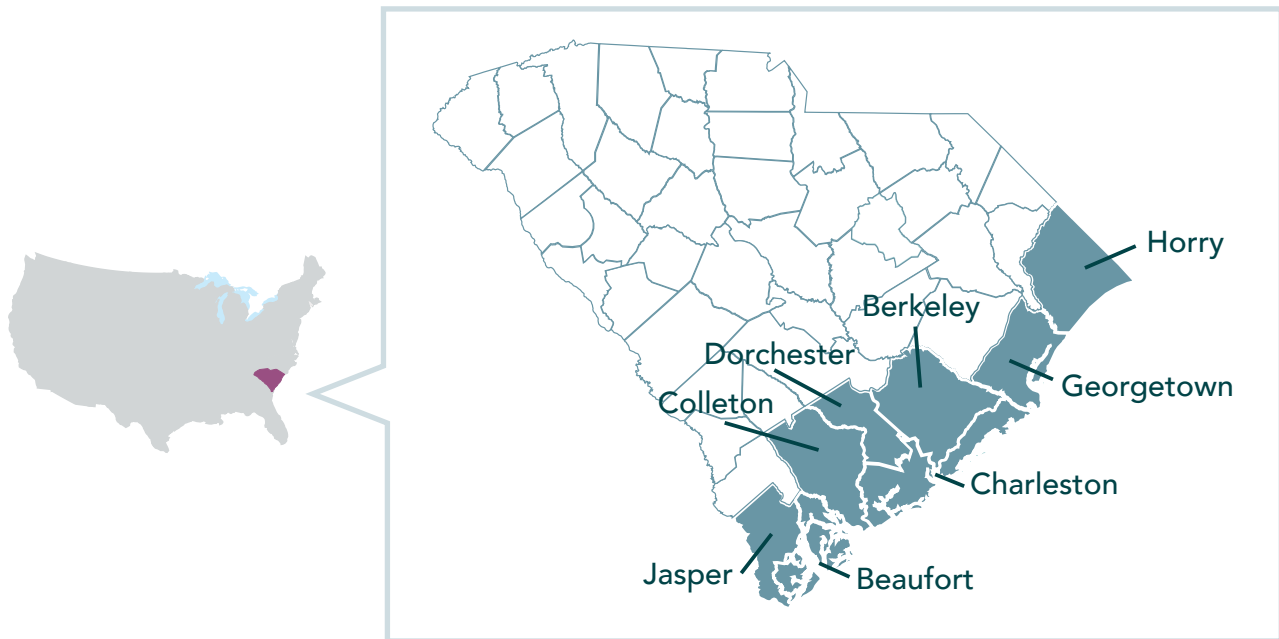 Horry
Berkeley
Dorchester
Georgetown
Colleton
Charleston
Jasper
Beaufort